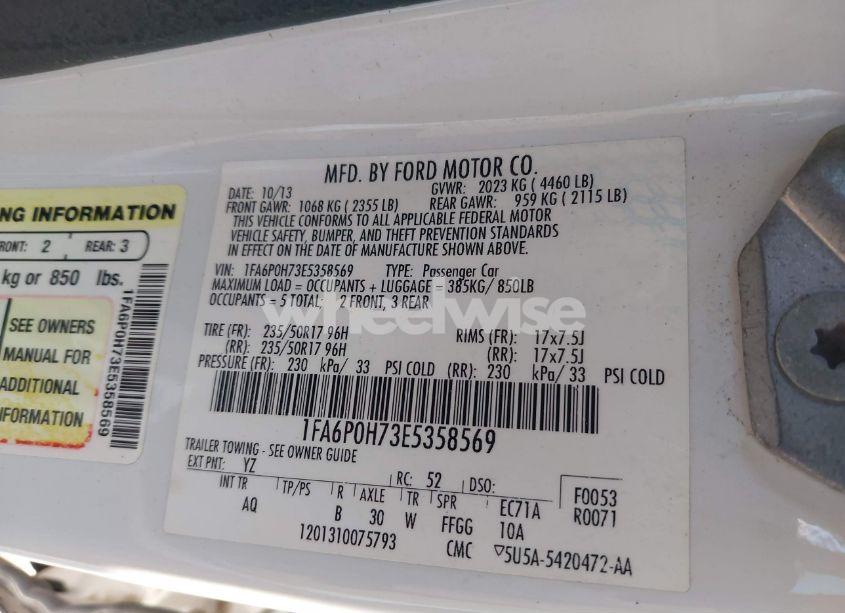 NG INFORMATION
FRONT: 2 REAR: 3
kg or 850 lbs.
SEE OWNERS
MANUAL FOR
ADDITIONAL
INFORMATION
1FA6P0H73E5358569
MFD. BY FORD MOTOR CO.
DATE: 10/13 GVWR: 2023 KG ( 4460 LB)
FRONT GAWR: 1068 KG ( 2355 LB) REAR GAWR: 959 KG ( 2115 LB)
THIS VEHICLE CONFORMS TO ALL APPLICABLE FEDERAL MOTOR
VEHICLE SAFETY, BUMPER, AND THEFT PREVENTION STANDARDS
IN EFFECT ON THE DATE OF MANUFACTURE SHOWN ABOVE.
VIN: 1FA6P0H73E5358569 TYPE: Passenger Car
MAXIMUM LOAD = OCCUPANTS + LUGGAGE = 385KG/ 850LB
OCCUPANTS = 5 TOTAL: 2 FRONT, 3 REAR
wheelwise
TIRE (FR): 235/50R17 96H RIMS (FR): 17x7.5J
(RR): 235/50R17 96H (RR): 17x7.5J
PRESSURE (FR): 230 kPa/ 33 PSI COLD (RR): 230 kPa/ 33 PSI COLD
1FA6P0H73E5358569
TRAILER TOWING - SEE OWNER GUIDE
EXT PNT: YZ RC: 52 DSO:
INT TR TP/PS R AXLE TR SPR EC71A F0053
AQ B 30 W FFGG 10A R0071
1201310075793 CMC ▽5U5A-5420472-AA